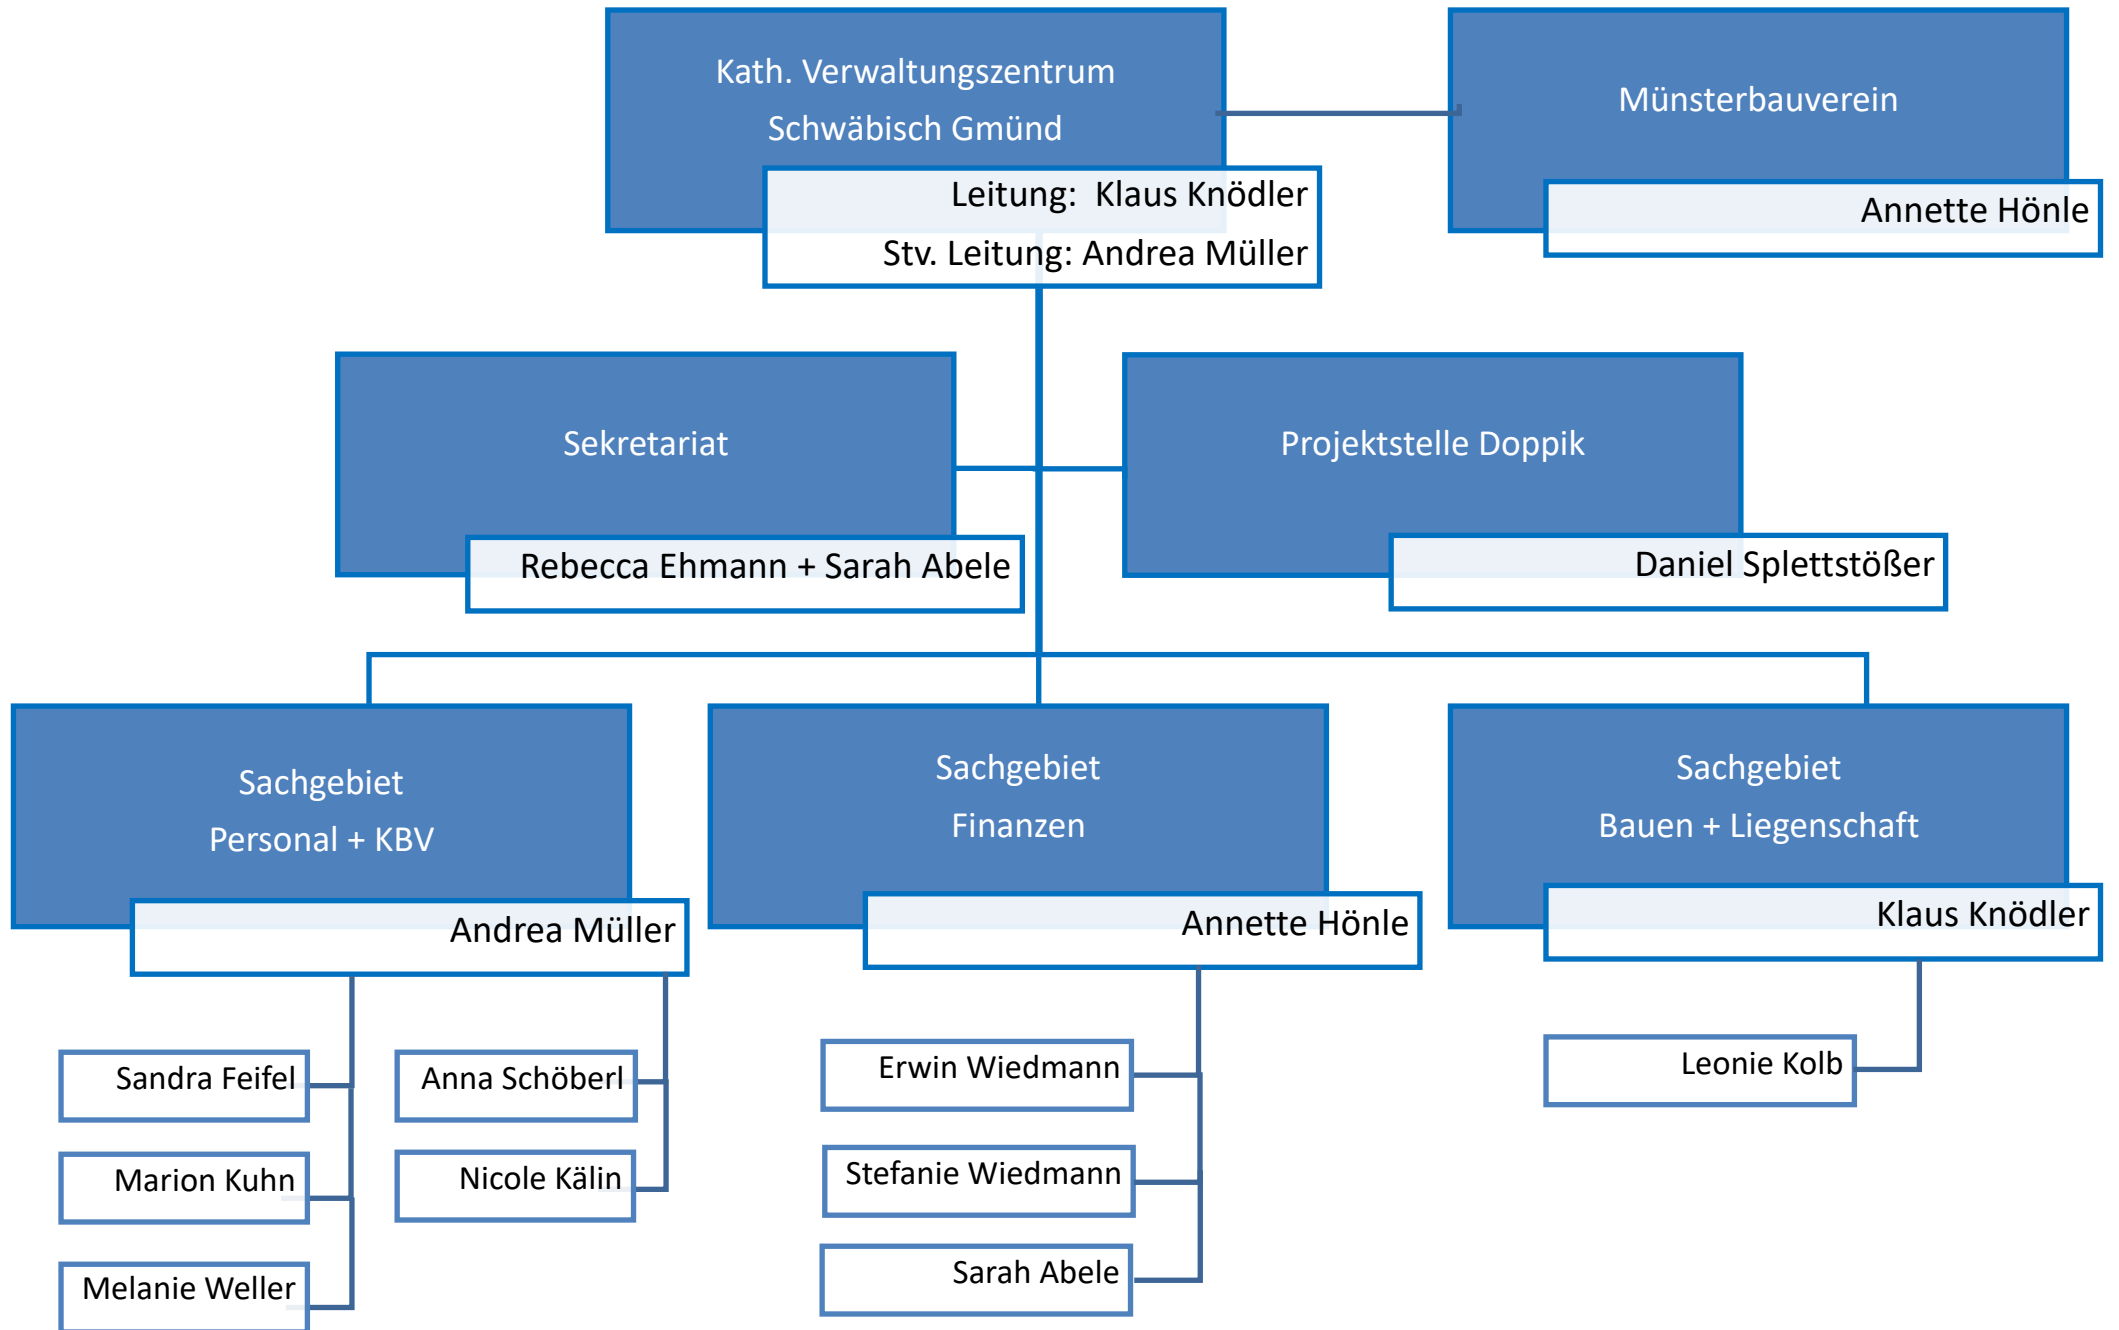 Kath. Verwaltungszentrum
Schwäbisch Gmünd
Leitung:  Klaus Knödler
Stv. Leitung: Andrea Müller
Münsterbauverein
Annette Hönle
Sekretariat
Rebecca Ehmann + Sarah Abele
Projektstelle Doppik
Daniel Splettstößer
Sachgebiet
Personal + KBV
Andrea Müller
Sandra Feifel
Marion Kuhn
Melanie Weller
Anna Schöberl
Nicole Kälin
Sachgebiet
Finanzen
Annette Hönle
Erwin Wiedmann
Stefanie Wiedmann
Sarah Abele
Sachgebiet
Bauen + Liegenschaft
Klaus Knödler
Leonie Kolb